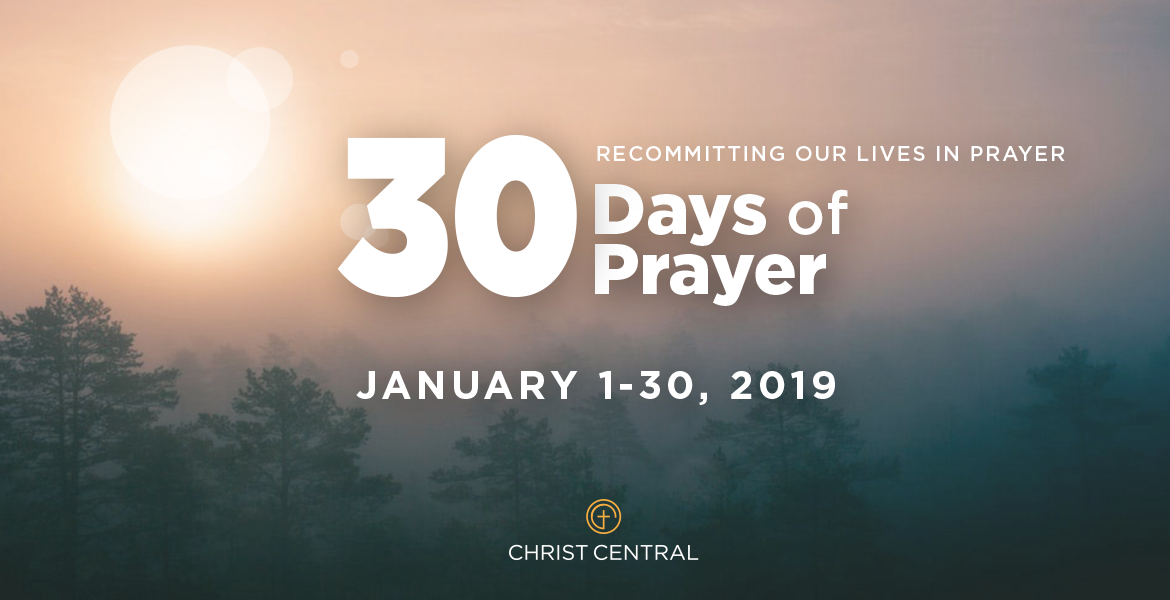 RECOMMITTING OUR LIVES IN PRAYER
30 Days of
Prayer
JANUARY 1-30, 2019
CHRIST CENTRAL